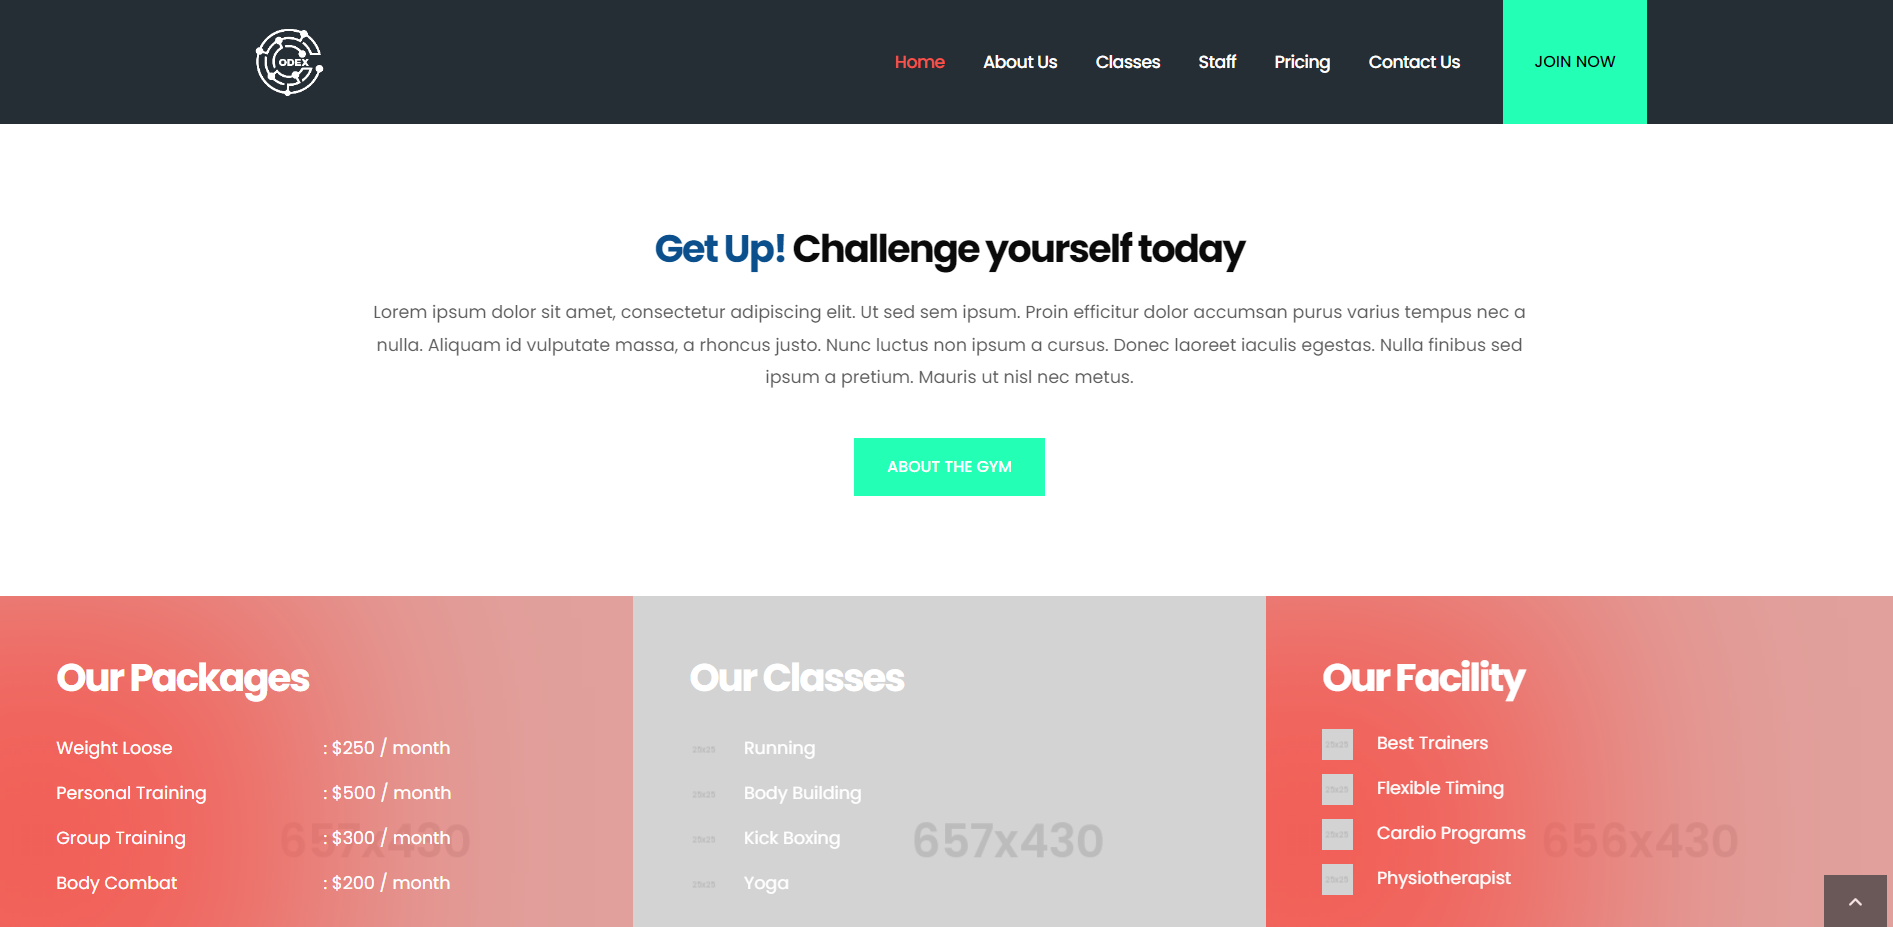 ODEX
Home About Us Classes Staff Pricing Contact Us JOIN NOW
Get Up! Challenge yourself today
Lorem ipsum dolor sit amet, consectetur adipiscing elit. Ut sed sem ipsum. Proin efficitur dolor accumsan purus varius tempus nec a
nulla. Aliquam id vulputate massa, a rhoncus justo. Nunc luctus non ipsum a cursus. Donec laoreet iaculis egestas. Nulla finibus sed
ipsum a pretium. Mauris ut nisl nec metus.
ABOUT THE GYM
Our Packages
Weight Loose : $250 / month
Personal Training : $500 / month
Group Training : $300 / month
Body Combat : $200 / month
657x430
Our Classes
25x25 Running
25x25 Body Building
25x25 Kick Boxing
25x25 Yoga
657x430
Our Facility
25x25 Best Trainers
25x25 Flexible Timing
25x25 Cardio Programs
25x25 Physiotherapist
656x430